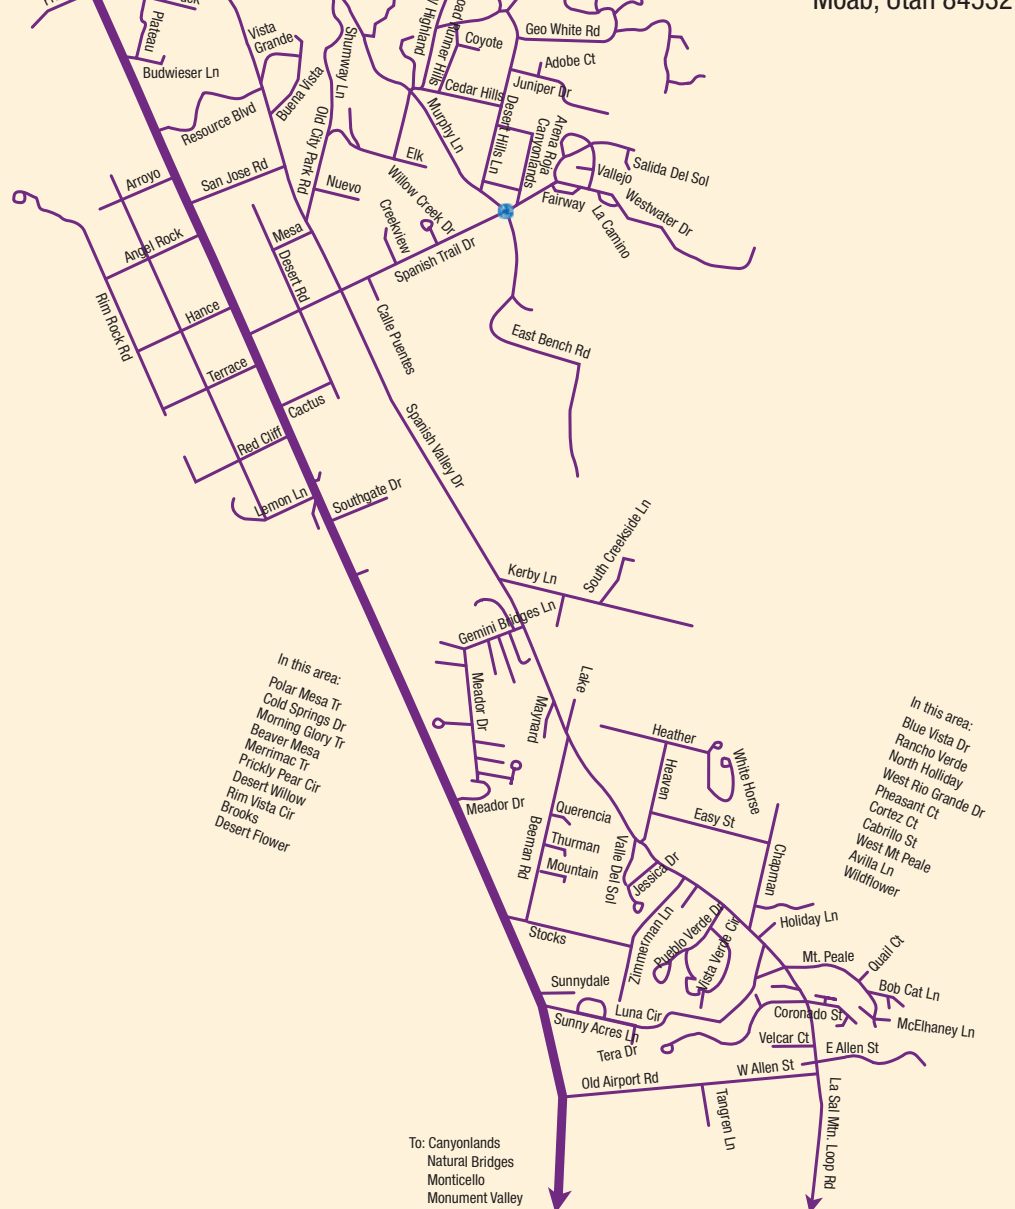 Moab, Utah 84532
Plateau
Budwieser Ln
Vista
Grande
Buena Vista
Resource Blvd
Shumway Ln
Highland
Coyote
Geo White Rd
Adobe Ct
Cedar Hills
Juniper Dr
Murphy Ln
Old City Park Rd
Desert Hills Ln
Canyonlands
Arena Roja
Salida Del Sol
Vallejo
Elk
Willow Creek Dr
Nuevo
Fairway
Westwater Dr
La Camino
Arroyo
San Jose Rd
Creekview
Mesa
Angel Rock
Desert Rd
Spanish Trail Dr
Rim Rock Rd
Hance
Calle Puentes
East Bench Rd
Terrace
Cactus
Red Cliff
Spanish Valley Dr
Lemon Ln
Southgate Dr
South Creekside Ln
Kerby Ln
Gemini Bridges Ln
In this area:
Polar Mesa Tr
Cold Springs Dr
Morning Glory Tr
Beaver Mesa
Merrimac Tr
Prickly Pear Cir
Desert Willow
Rim Vista Cir
Brooks
Desert Flower
Meador Dr
Maynard
Lake
Heather
White Horse
Heaven
Easy St
Meador Dr
Querencia
Beeman Rd
Thurman
Mountain
Valle Del Sol
Jessica Dr
Chapman
In this area:
Blue Vista Dr
Rancho Verde
North Holliday
West Rio Grande Dr
Pheasant Ct
Cortez Ct
Cabrillo St
West Mt Peale
Avilla Ln
Wildflower
Stocks
Zimmerman Ln
Pueblo Verde Dr
Vista Verde Cir
Holiday Ln
Mt. Peale
Quail Ct
Bob Cat Ln
Sunnydale
Luna Cir
Sunny Acres Ln
Coronado St
McElhaney Ln
Tera Dr
Velcar Ct
E Allen St
W Allen St
Old Airport Rd
Tangren Ln
La Sal Mtn. Loop Rd
To: Canyonlands
Natural Bridges
Monticello
Monument Valley